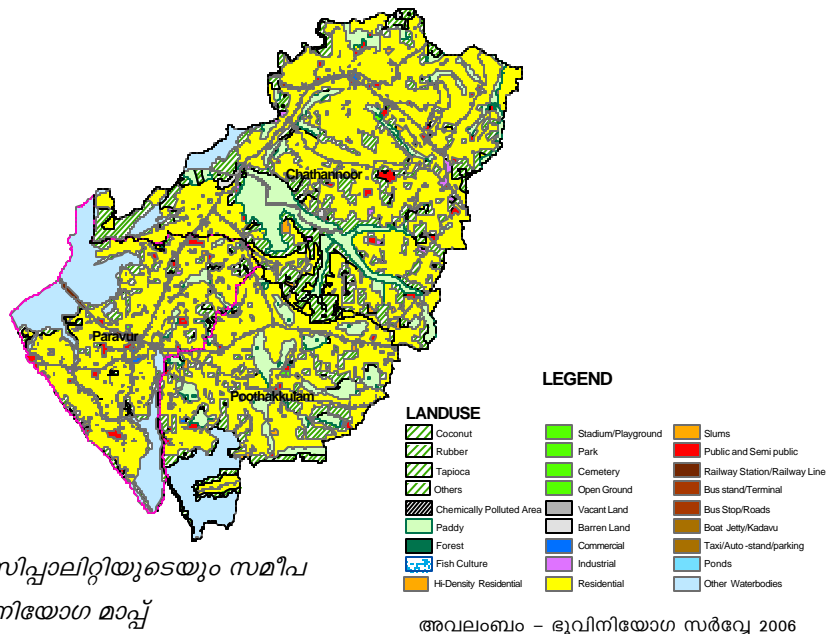 Chathannoor
Paravur
Poothakkulam
LEGEND
LANDUSE
Coconut
Rubber
Tapioca
Others
Chemically Polluted Area
Paddy
Forest
Fish Culture
Hi-Density Residential
Stadium/Playground
Park
Cemetery
Open Ground
Vacant Land
Barren Land
Commercial
Industrial
Residential
Slums
Public and Semi public
Railway Station/Railway Line
Bus stand/Terminal
Bus Stop/Roads
Boat Jetty/Kadavu
Taxi/Auto -stand/parking
Ponds
Other Waterbodies
സിപ്പാലിറ്റിയുടെയും സമീപ
നിയോഗ മാപ്പ്
അവലംബം – ഭൂവിനിയോഗ സർവ്വേ 2006